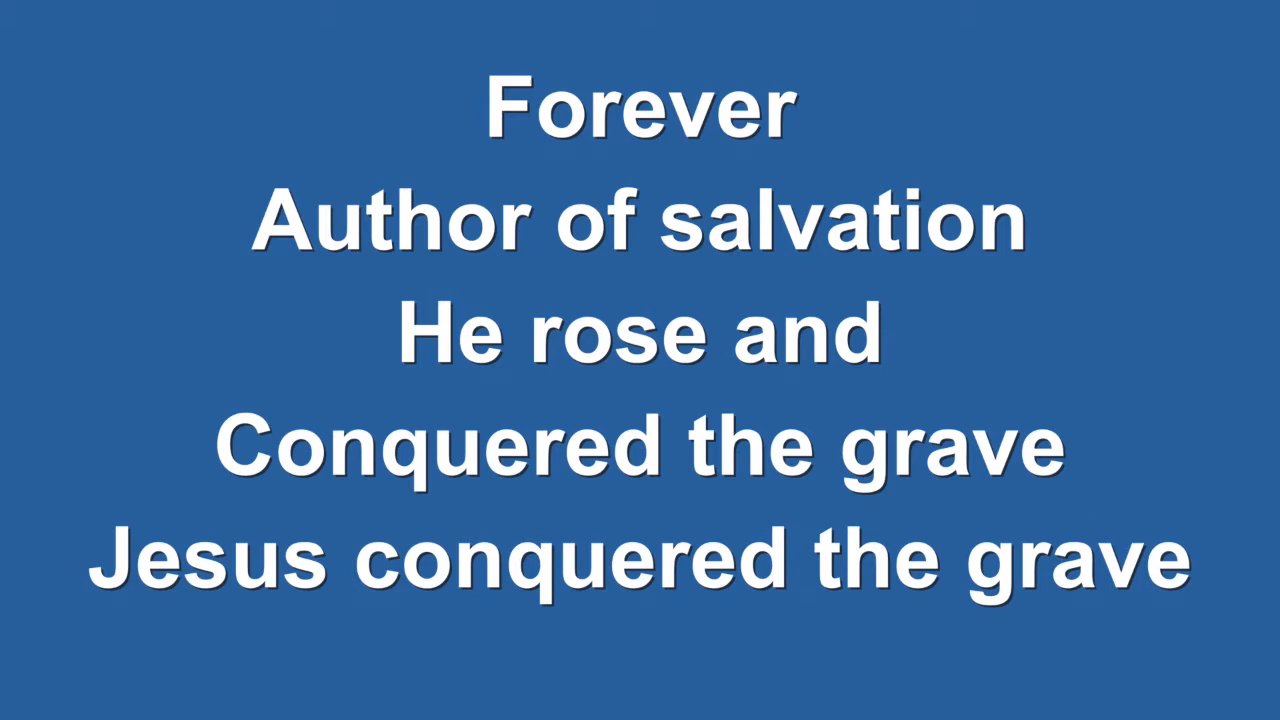 Forever
Author of salvation
He rose and
Conquered the grave
Jesus conquered the grave